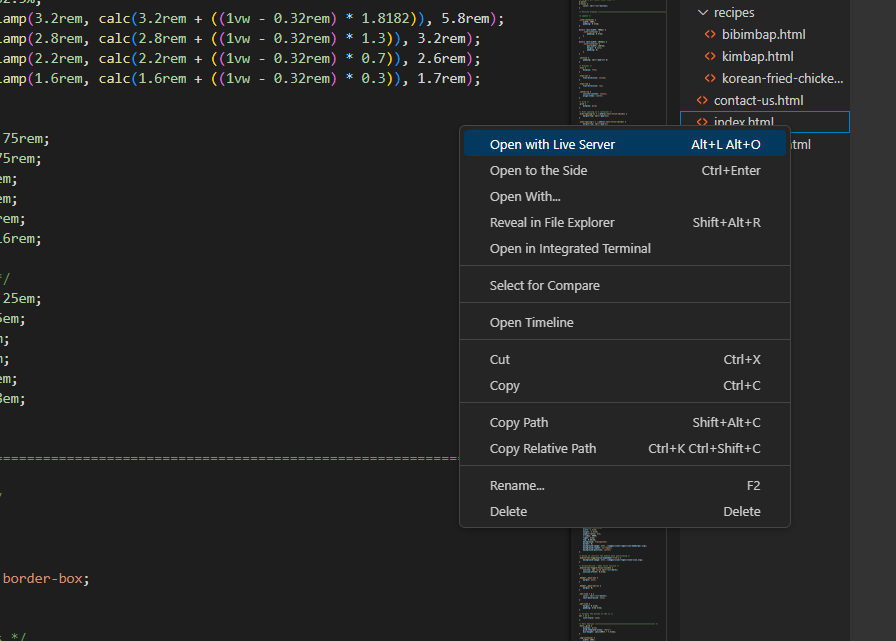 lamp(3.2rem, calc(3.2rem + ((1vw - 0.32rem) * 1.8182)), 5.8rem);
lamp(2.8rem, calc(2.8rem + ((1vw - 0.32rem) * 1.3)), 3.2rem);
lamp(2.2rem, calc(2.2rem + ((1vw - 0.32rem) * 0.7)), 2.6rem);
lamp(1.6rem, calc(1.6rem + ((1vw - 0.32rem) * 0.3)), 1.7rem);
75rem;
75rem;
em;
em;
rem;
.6rem;
*/
25em;
5em;
em;
3em;
border-box;
*/
recipes
bibimbap.html
kimbap.html
korean-fried-chicke...
contact-us.html
index.html
html
Open with Live Server Alt+L Alt+O
Open to the Side Ctrl+Enter
Open With...
Reveal in File Explorer Shift+Alt+R
Open in Integrated Terminal
Select for Compare
Open Timeline
Cut Ctrl+X
Copy Ctrl+C
Copy Path Shift+Alt+C
Copy Relative Path Ctrl+K Ctrl+Shift+C
Rename... F2
Delete Delete